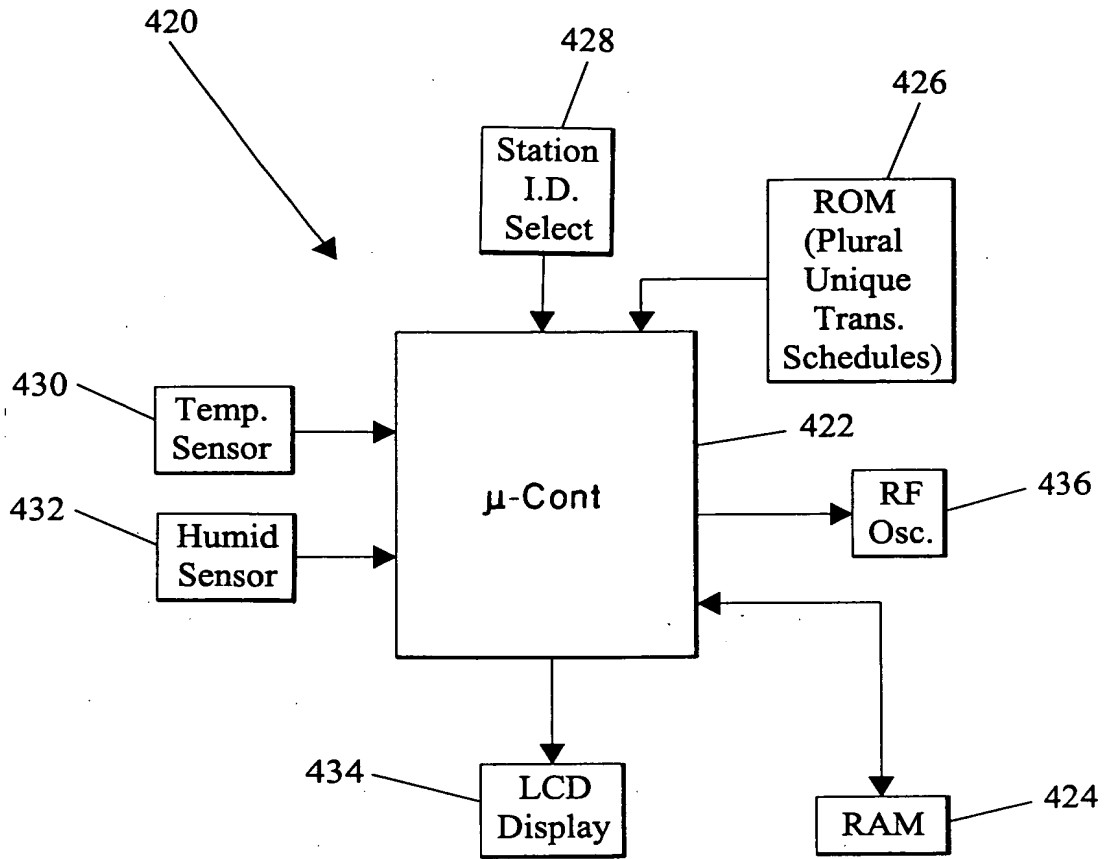 420
428
426
Station
I.D.
Select
ROM
(Plural
Unique
Trans.
Schedules)
430
Temp.
Sensor
422
μ-Cont
RF
Osc.
436
432
Humid
Sensor
434
LCD
Display
RAM
424